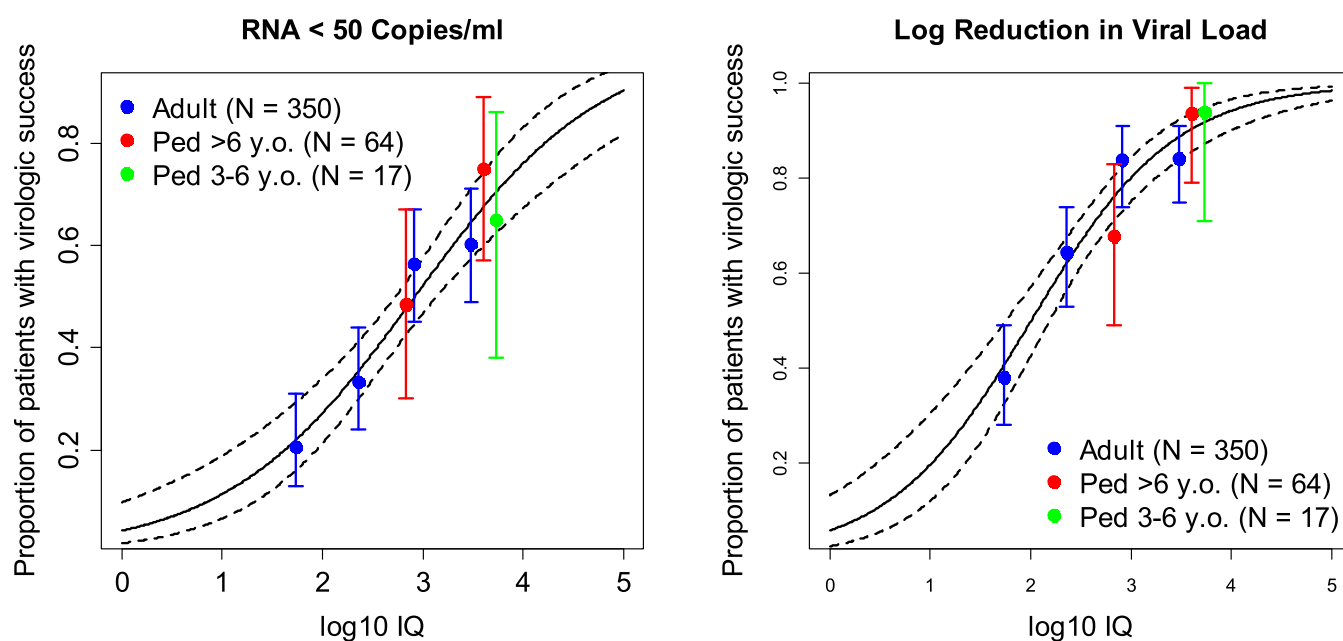 RNA < 50 Copies/ml
Proportion of patients with virologic success
0.2
0.4
0.6
0.8
Adult (N = 350)
Ped >6 y.o. (N = 64)
Ped 3-6 y.o. (N = 17)
0
2
3
4
5
log10 IQ
Log Reduction in Viral Load
Proportion of patients with virologic success
0.2
0.4
0.6
0.8
1.0
Adult (N = 350)
Ped >6 y.o. (N = 64)
Ped 3-6 y.o. (N = 17)
0
1
2
3
4
5
log10 IQ